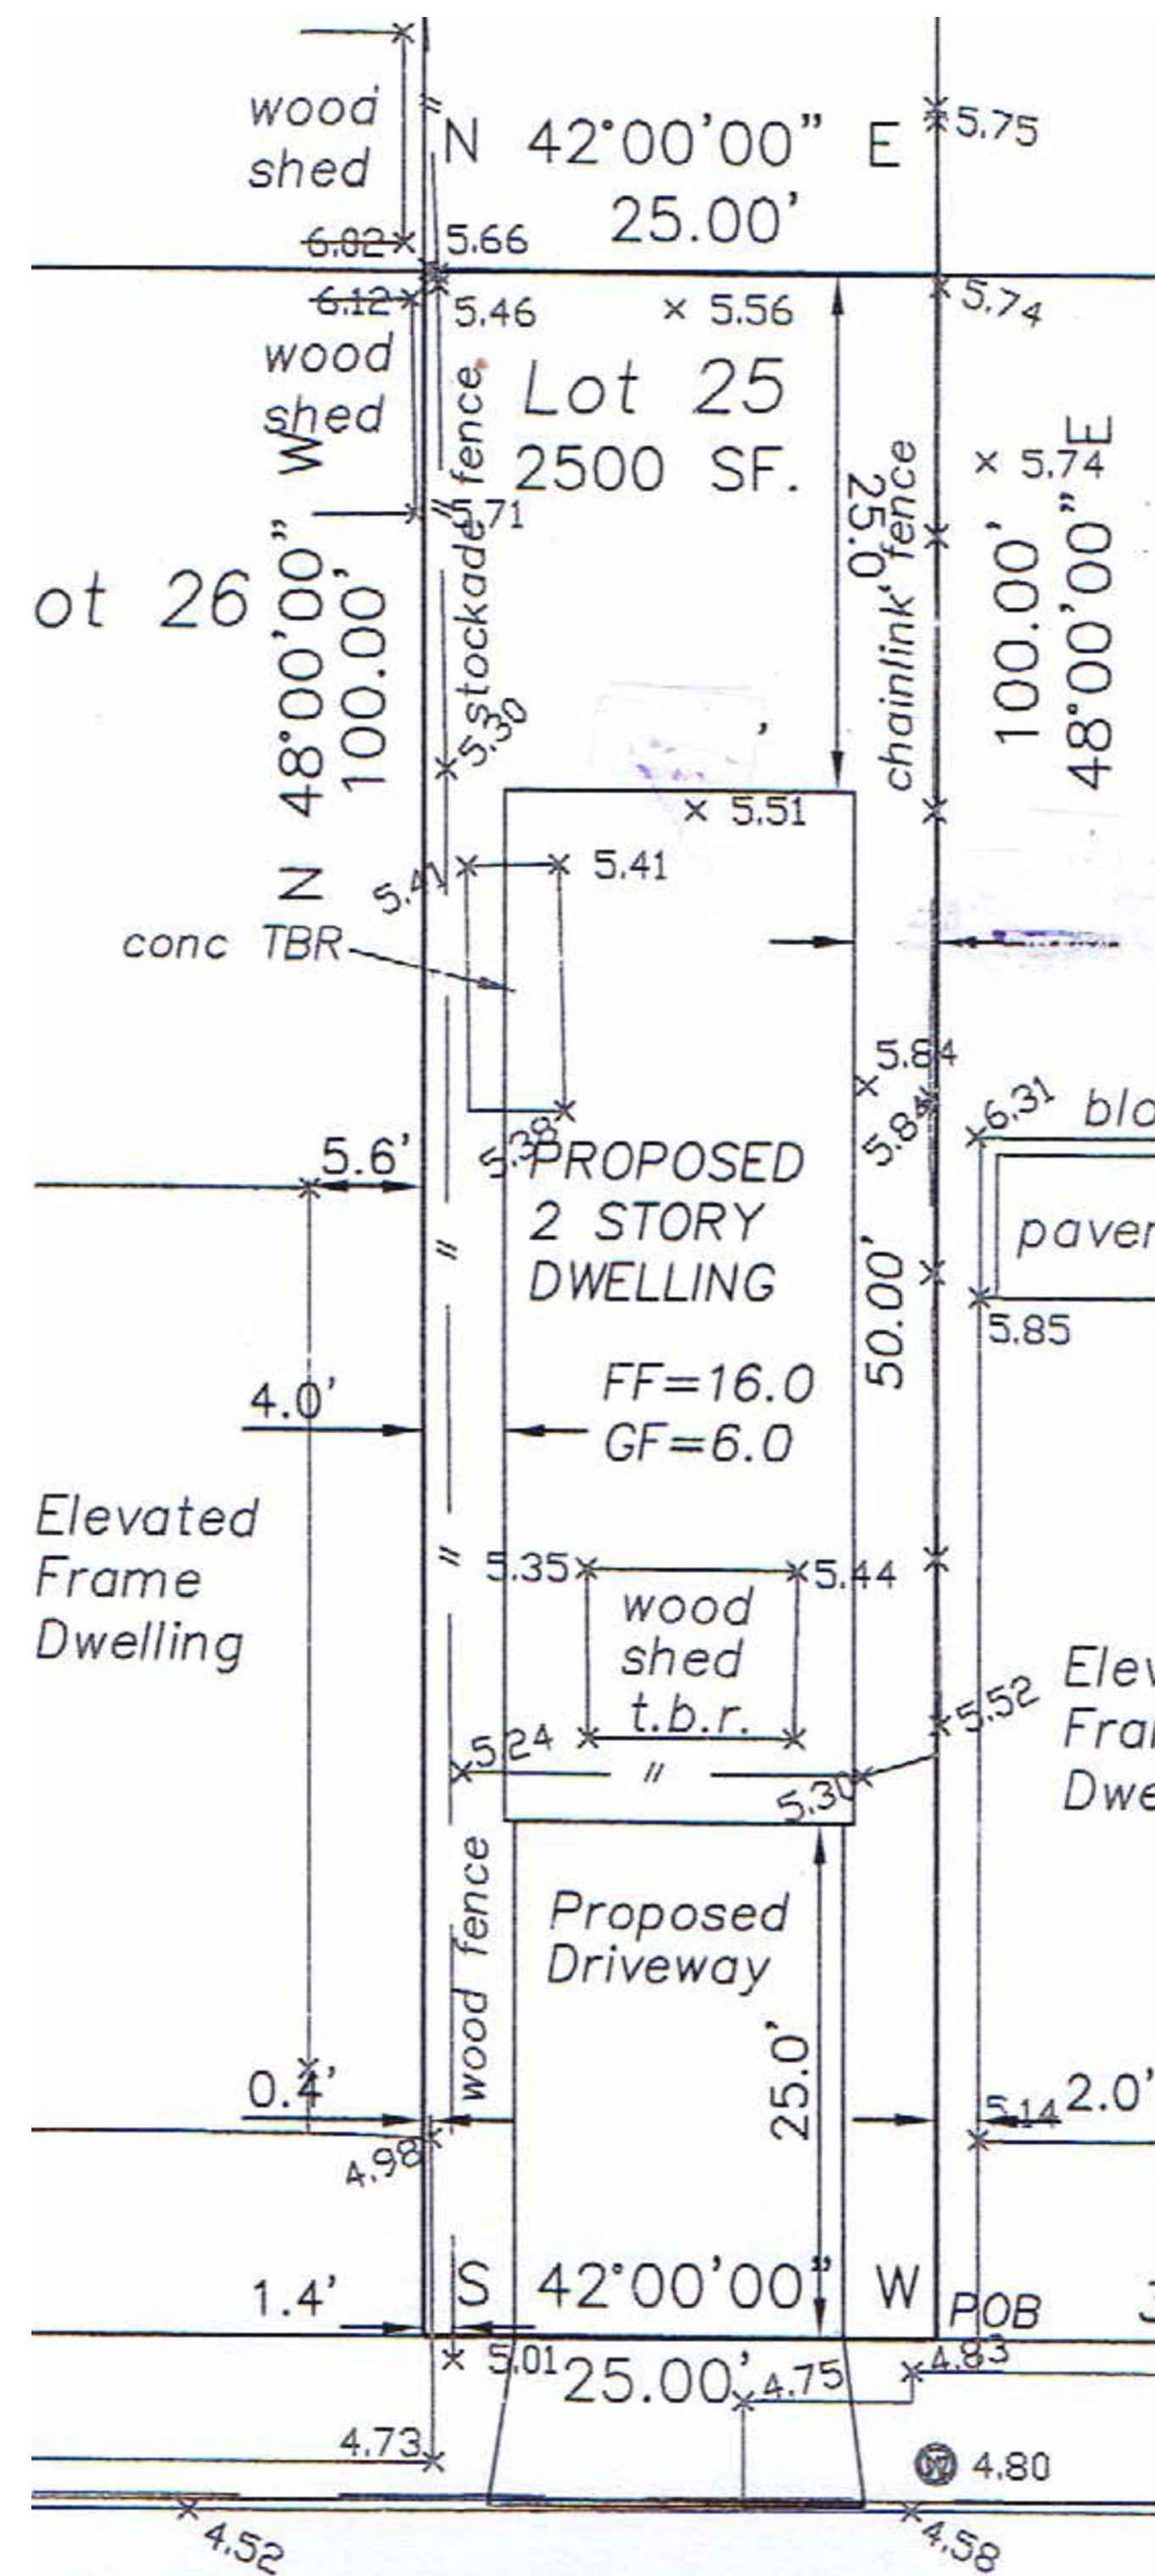 wood
shed
N 42°00'00" E
25.00'
5.75
6.02
5.66
6.12
5.46
5.56
5.74
wood
shed
stockade fence
Lot 25
2500 SF.
25.0'
chainlink fence
5.74
5.71
ot 26
N 48°00'00" W
100.00'
100.00'
48°00'00" E
5.30
5.51
5.41
5.41
conc TBR
5.84
6.31
blo
5.38
5.6'
PROPOSED
2 STORY
DWELLING
paver
5.85
50.00'
FF=16.0
GF=6.0
4.0'
Elevated
Frame
Dwelling
5.35
5.44
wood
shed
t.b.r.
5.24
5.30
5.52
Elev
Fra
Dwe
wood fence
Proposed
Driveway
25.0'
0.4'
5.14
2.0'
4.98
S 42°00'00" W
POB
1.4'
5.01
25.00'
4.75
4.83
4.73
W
4.80
4.52
4.58